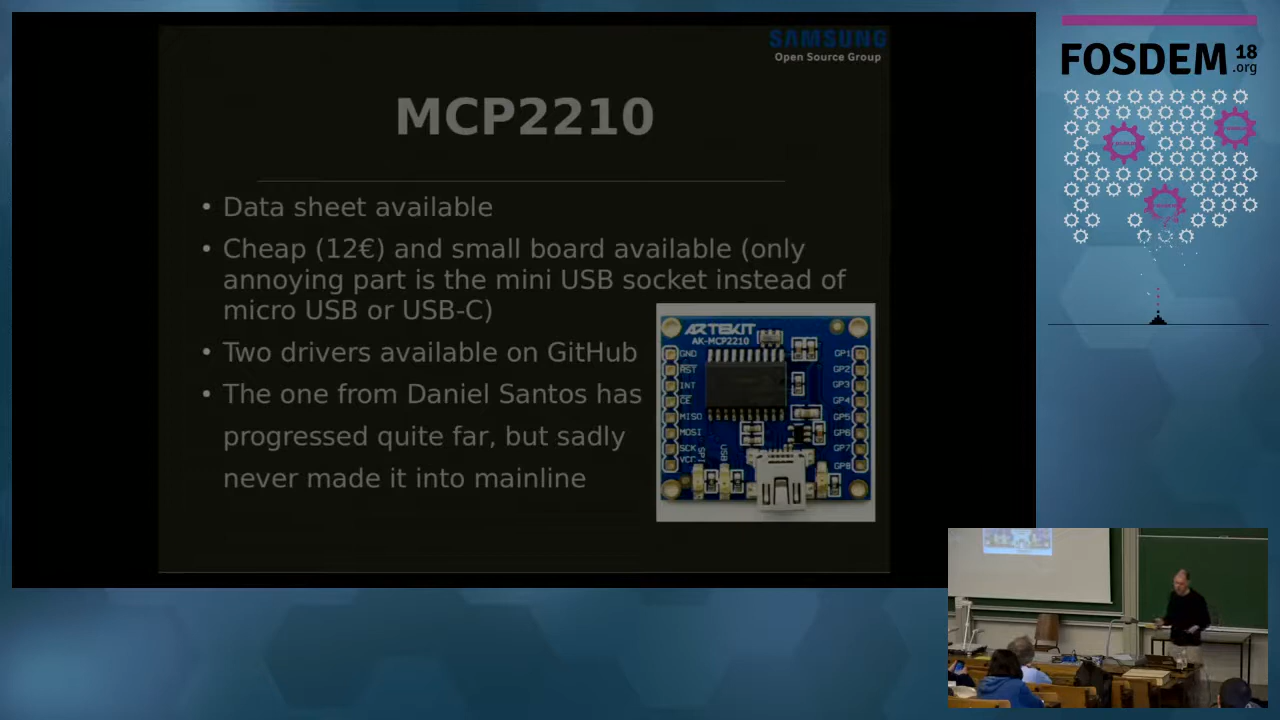 SAMSUNG
Open Source Group
MCP2210
• Data sheet available
• Cheap (12€) and small board available (only
annoying part is the mini USB socket instead of
micro USB or USB-C)
• Two drivers available on GitHub
• The one from Daniel Santos has
progressed quite far, but sadly
never made it into mainline
ARTEKIT
AK-MCP2210
GND
RST
INT
CE
MISO
MOSI
SCK
VCC
SPI
USB
GP1
GP2
GP3
GP4
GP5
GP6
GP7
GP8
FOSDEM 18
.org